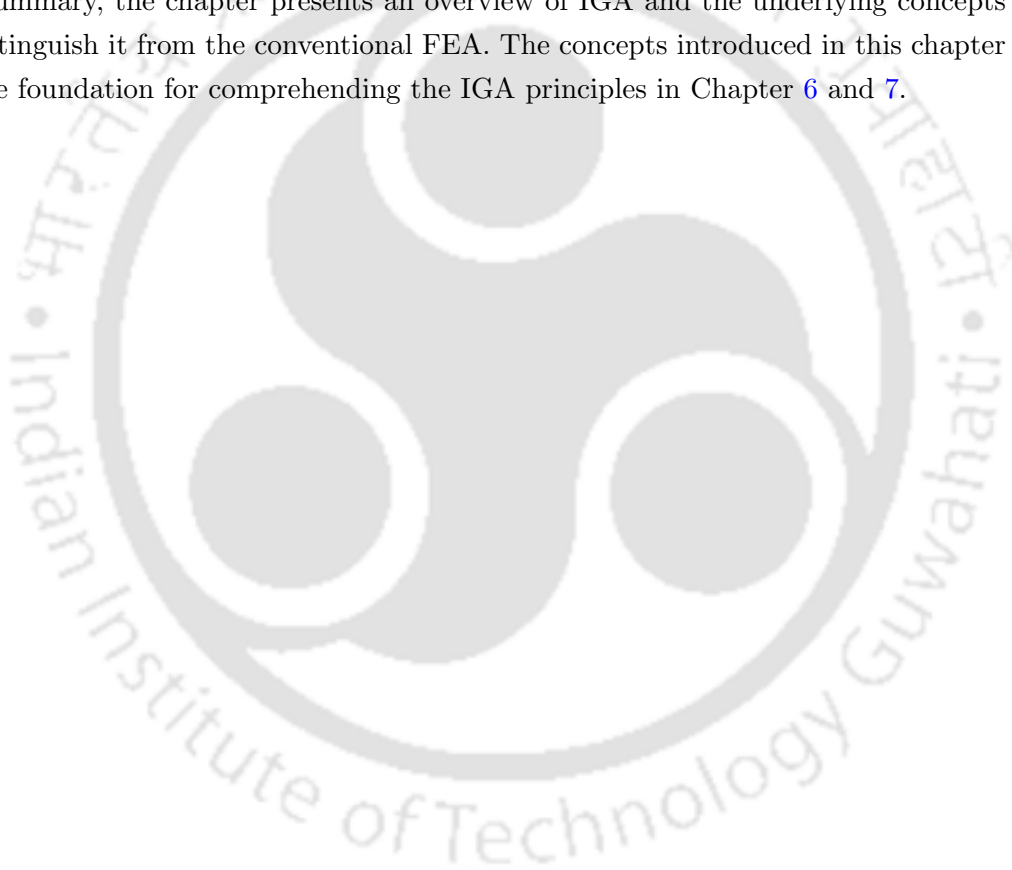 ummary, the chapter presents an overview of IGA and the underlying concepts
tinguish it from the conventional FEA. The concepts introduced in this chapter
e foundation for comprehending the IGA principles in Chapter 6 and 7.
• Indian Institute of Technology Guwahati •